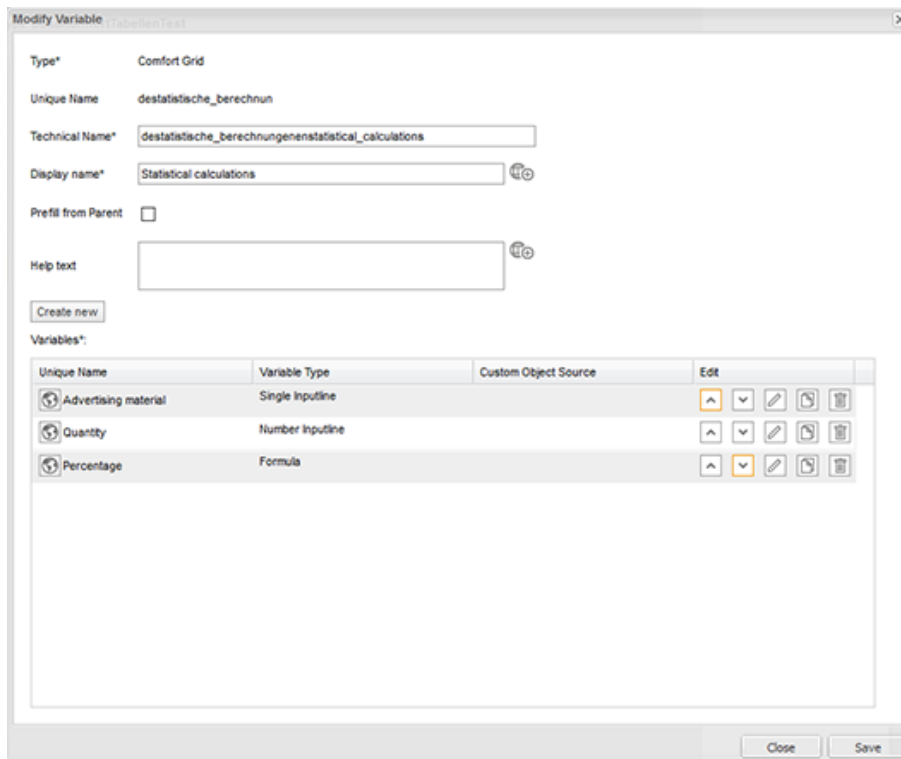 Modify Variable
iTabellenTest
Type* Comfort Grid
Unique Name destatistische_berechnun
Technical Name* destatistische_berechnungenenstatistical_calculations
Display name* Statistical calculations
Prefill from Parent
Help text
Create new
Variables*:
Unique Name Variable Type Custom Object Source Edit
Advertising material Single Inputline
Quantity Number Inputline
Percentage Formula
Close Save